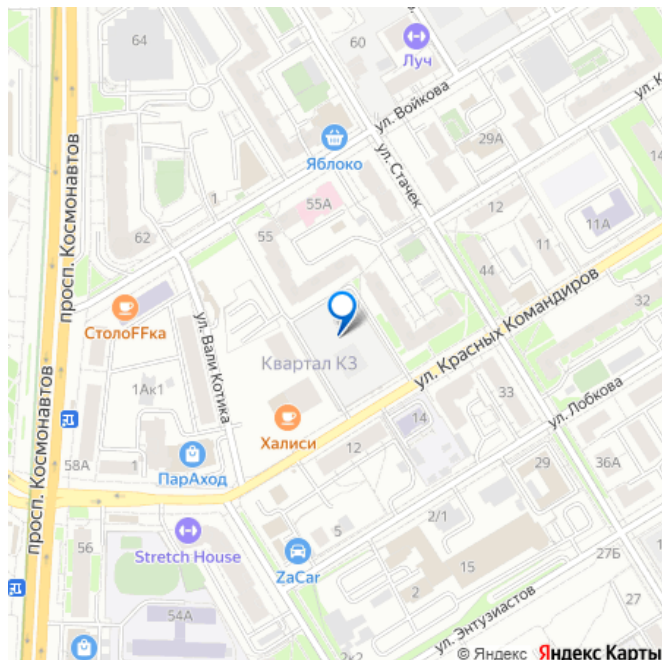 64
60
Луч
ул. К
ул. Войкова
29А
Яблоко
ул. Стачек
просп. Космонавтов
1
55А
12
14
11А
62
55
11
44
СтолоFFка
ул. Вали Котика
ул. Красных Командиров
32
Квартал К3
1Ак1
просп. Космонавтов
33
ул. Лобкова
14
Халиси
12
58А
1
ПарАход
29
36А
2/1
56
Stretch House
5
27Б
ZaCar
15
2
27
54А
ул. Энтузиастов
2к2
© Яндекс Яндекс Карты